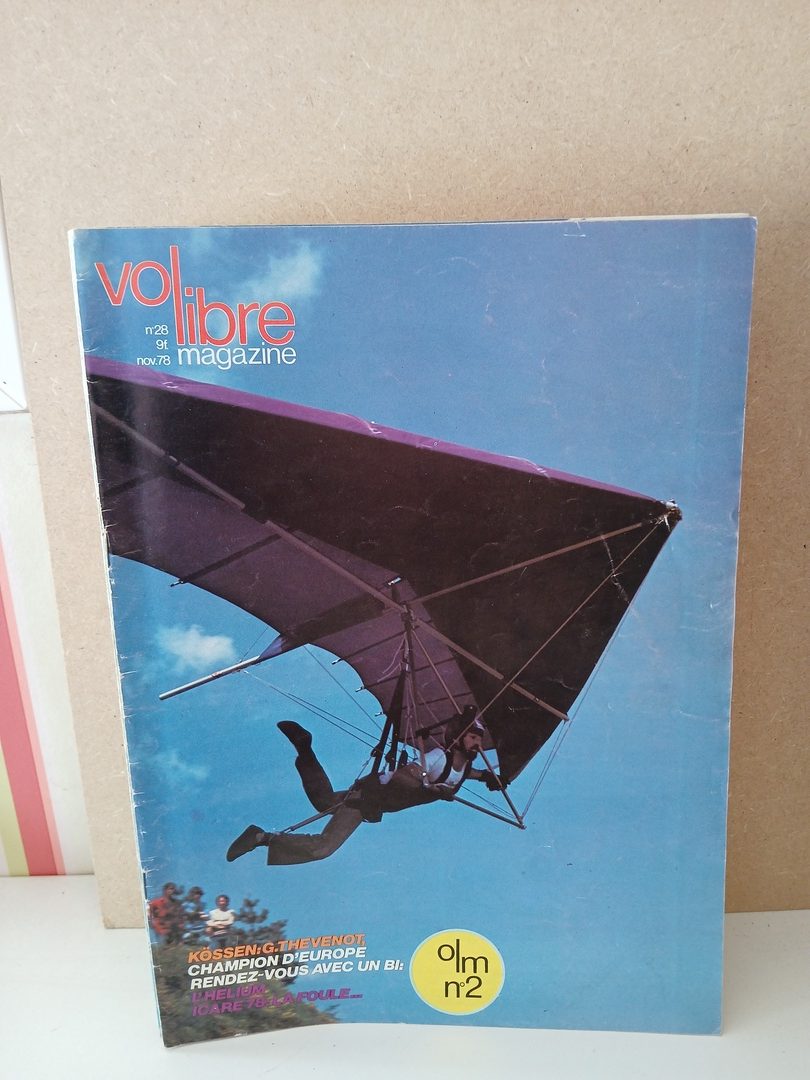 vol libre
magazine
n°28
9f.
nov.78
KÖSSEN: G.THEVENOT,
CHAMPION D'EUROPE
RENDEZ-VOUS AVEC UN BI:
L'HELIUM
ICARE 78: LA FOULE...
olm
n°2